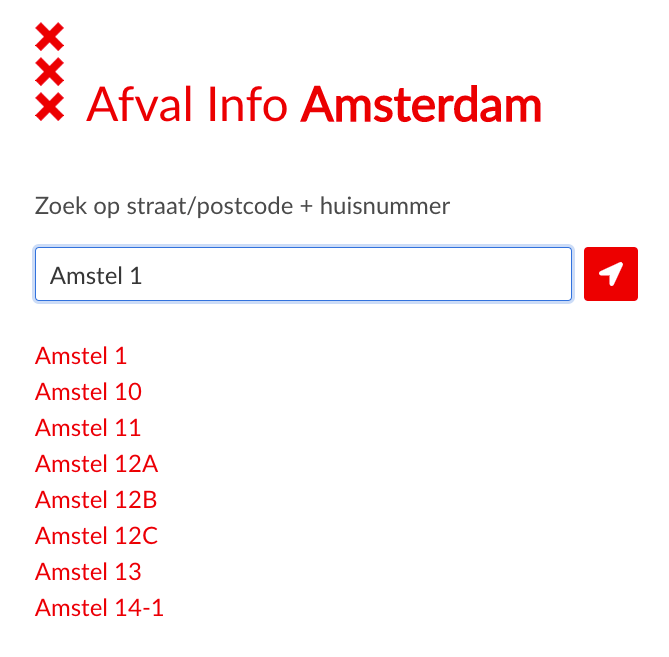 Afval Info Amsterdam
Zoek op straat/postcode + huisnummer
Amstel 1
Amstel 1
Amstel 10
Amstel 11
Amstel 12A
Amstel 12B
Amstel 12C
Amstel 13
Amstel 14-1